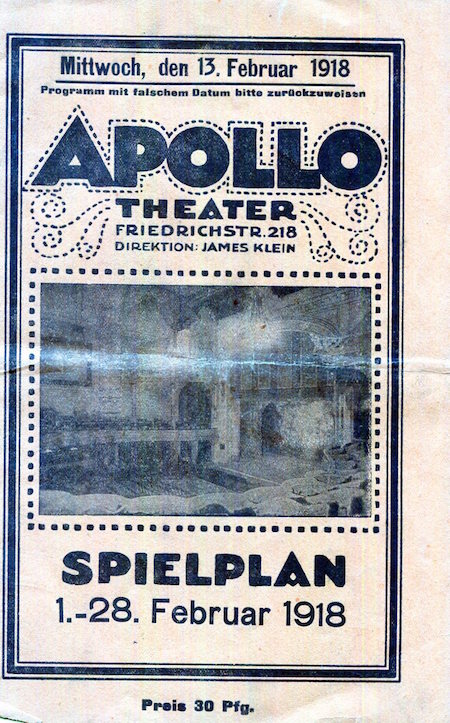 Mittwoch, den 13. Februar 1918
Programm mit falschem Datum bitte zurückzuweisen
APOLLO
THEATER
FRIEDRICHSTR. 218
DIREKTION: JAMES KLEIN
SPIELPLAN
1.-28. Februar 1918
Preis 30 Pfg.